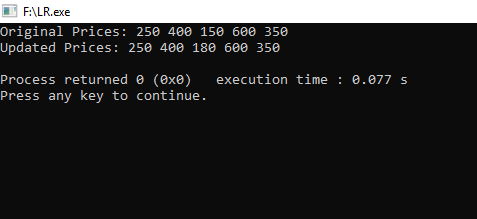 F:\LR.exe
Original Prices: 250 400 150 600 350
Updated Prices: 250 400 180 600 350
Process returned 0 (0x0)   execution time : 0.077 s
Press any key to continue.